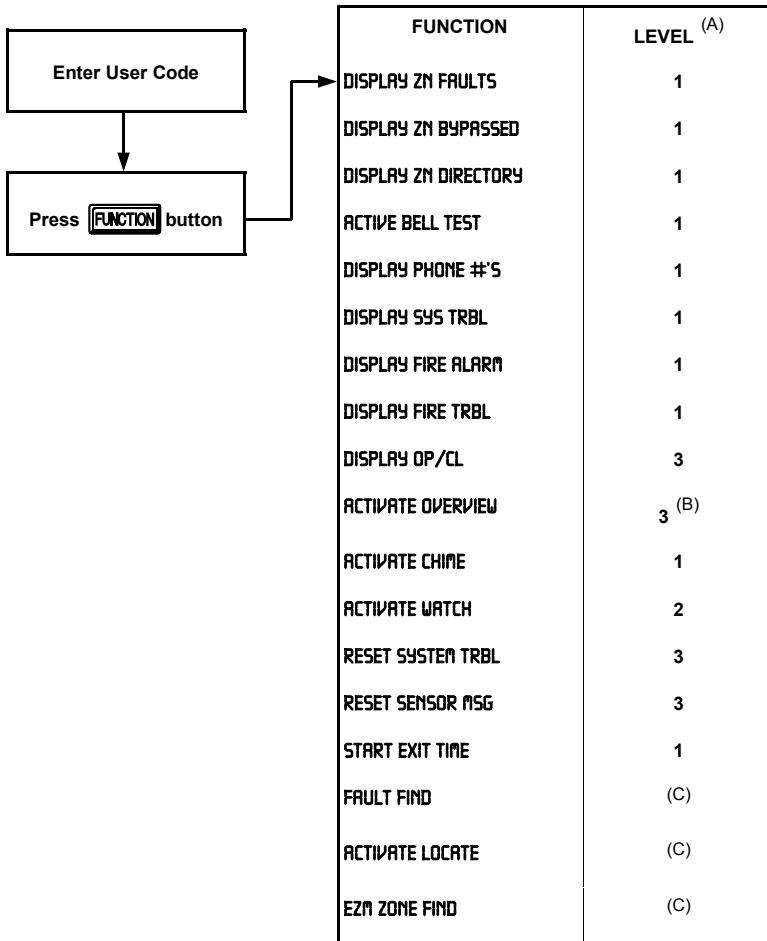 Enter User Code
Press FUNCTION button
FUNCTION LEVEL (A)
DISPLAY ZN FAULTS 1
DISPLAY ZN BYPASSED 1
DISPLAY ZN DIRECTORY 1
ACTIVE BELL TEST 1
DISPLAY PHONE #'S 1
DISPLAY SYS TRBL 1
DISPLAY FIRE ALARM 1
DISPLAY FIRE TRBL 1
DISPLAY OP/CL 3
ACTIVATE OVERVIEW 3 (B)
ACTIVATE CHIME 1
ACTIVATE WATCH 2
RESET SYSTEM TRBL 3
RESET SENSOR MSG 3
START EXIT TIME 1
FAULT FIND (C)
ACTIVATE LOCATE (C)
EZM ZONE FIND (C)